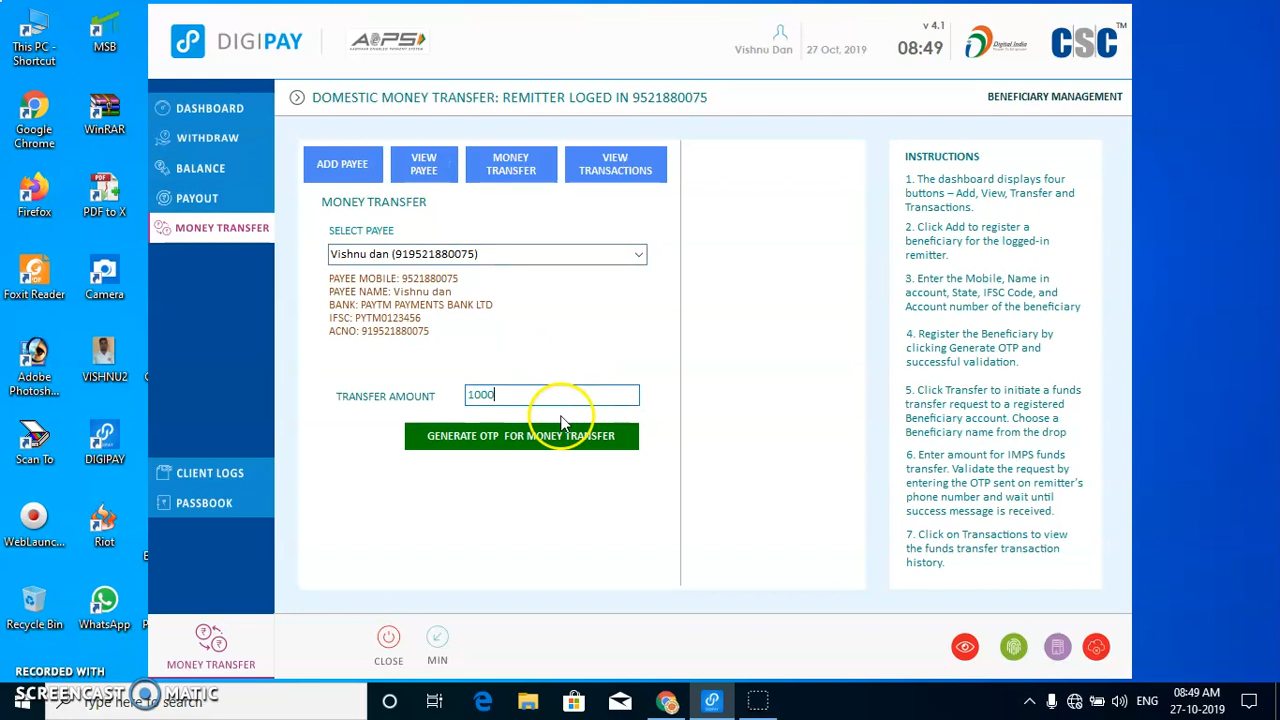 This PC -
Shortcut
MSB
Google
Chrome
WinRAR
Firefox
PDF to X
Foxit Reader
Camera
Adobe
Photosh...
VISHNU2
Scan To
DIGIPAY
WebLaunc...
Riot
Recycle Bin
WhatsApp
DIGIPAY
AePS
AADHAAR ENABLED PAYMENT SYSTEM
Vishnu Dan
27 Oct, 2019
v 4.1
08:49
Digital India
Power To Empower
CSC™
DASHBOARD
WITHDRAW
BALANCE
PAYOUT
MONEY TRANSFER
CLIENT LOGS
PASSBOOK
MONEY TRANSFER
DOMESTIC MONEY TRANSFER: REMITTER LOGED IN 9521880075
BENEFICIARY MANAGEMENT
ADD PAYEE
VIEW
PAYEE
MONEY
TRANSFER
VIEW
TRANSACTIONS
MONEY TRANSFER
SELECT PAYEE
Vishnu dan (919521880075)
PAYEE MOBILE: 9521880075
PAYEE NAME: Vishnu dan
BANK: PAYTM PAYMENTS BANK LTD
IFSC: PYTM0123456
ACNO: 919521880075
TRANSFER AMOUNT
1000
GENERATE OTP FOR MONEY TRANSFER
INSTRUCTIONS
1. The dashboard displays four
buttons – Add, View, Transfer and
Transactions.
2. Click Add to register a
beneficiary for the logged-in
remitter.
3. Enter the Mobile, Name in
account, State, IFSC Code, and
Account number of the beneficiary
4. Register the Beneficiary by
clicking Generate OTP and
successful validation.
5. Click Transfer to initiate a funds
transfer request to a registered
Beneficiary account. Choose a
Beneficiary name from the drop
6. Enter amount for IMPS funds
transfer. Validate the request by
entering the OTP sent on remitter's
phone number and wait until
success message is received.
7. Click on Transactions to view
the funds transfer transaction
history.
CLOSE
MIN
RECORDED WITH
SCREENCAST MATIC
Type here to search
ENG
08:49 AM
27-10-2019